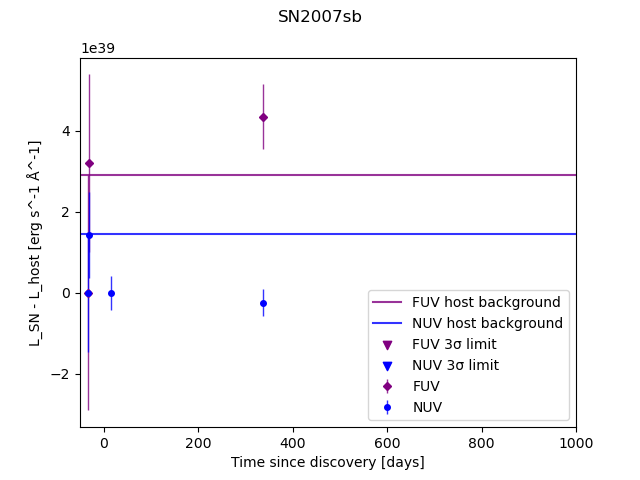 SN2007sb
1e39
L_SN - L_host [erg s^-1 Å^-1]
4
2
0
−2
0
200
400
600
800
1000
Time since discovery [days]
FUV host background
NUV host background
FUV 3σ limit
NUV 3σ limit
FUV
NUV